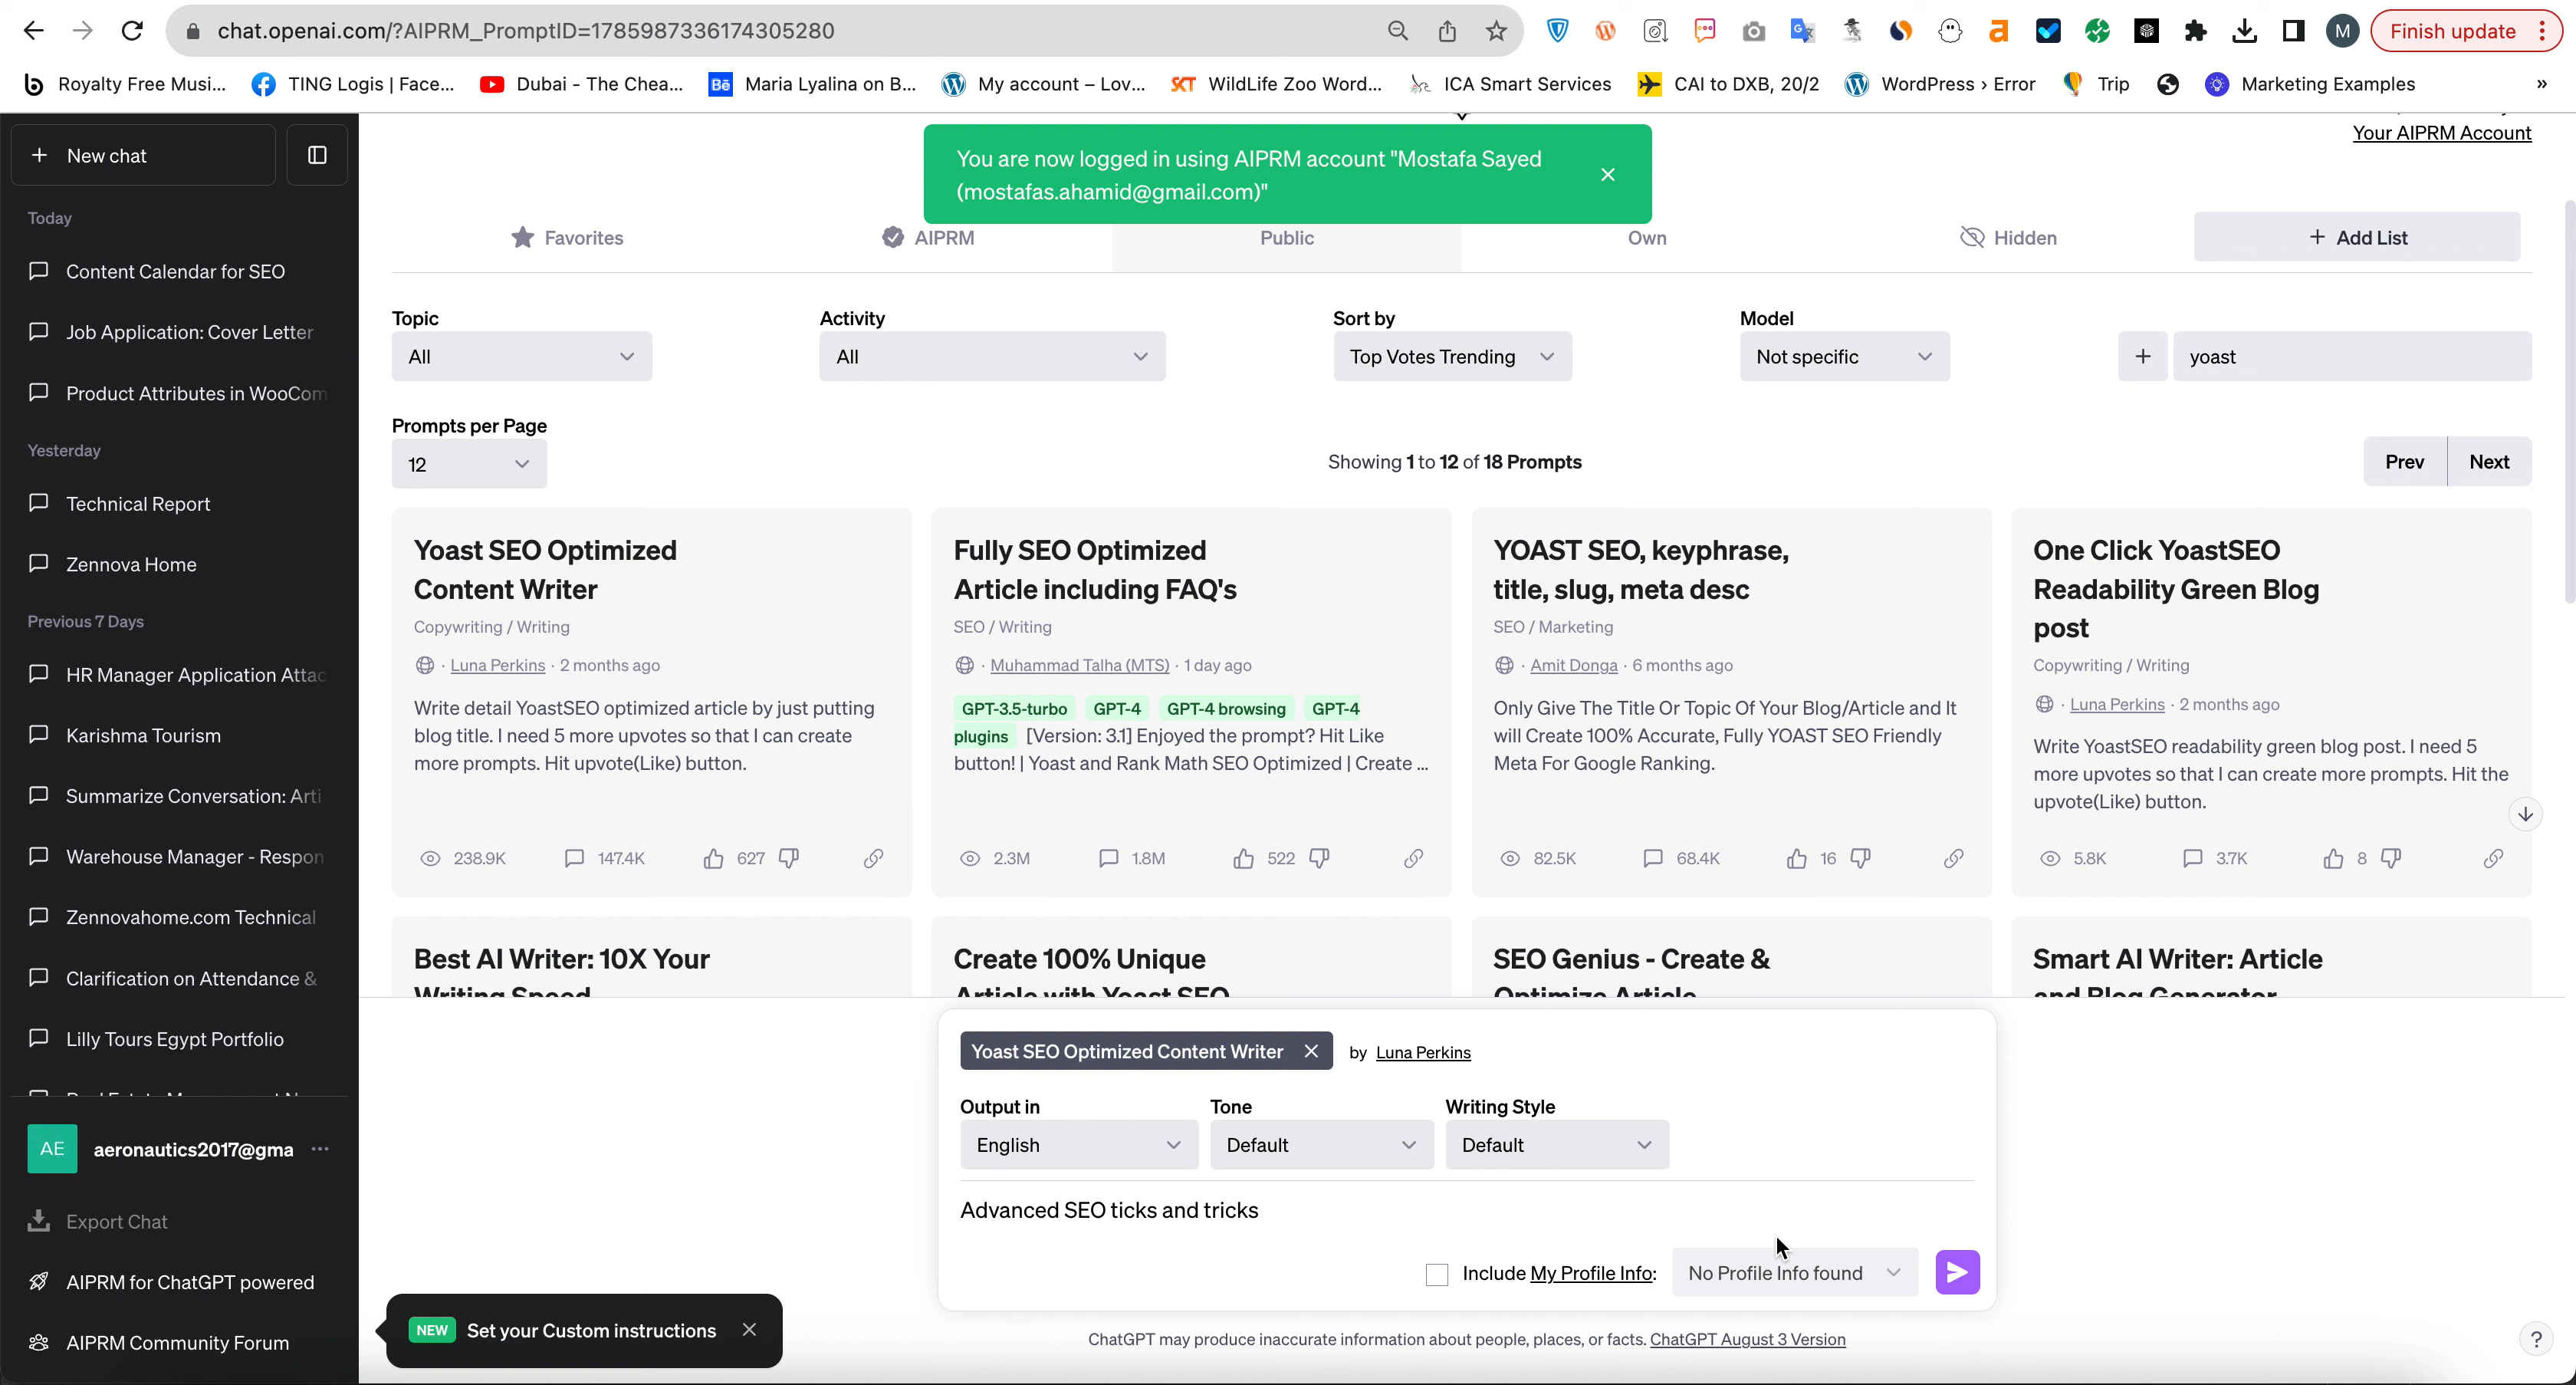 chat.openai.com/?AIPRM_PromptID=1785987336174305280
M
Finish update
Royalty Free Musi...
TING Logis | Face...
Dubai - The Chea...
Maria Lyalina on B...
My account – Lov...
WildLife Zoo Word...
ICA Smart Services
CAI to DXB, 20/2
WordPress › Error
Trip
Marketing Examples
»
New chat
Today
Content Calendar for SEO
Job Application: Cover Letter
Product Attributes in WooCom
Yesterday
Technical Report
Zennova Home
Previous 7 Days
HR Manager Application Attac
Karishma Tourism
Summarize Conversation: Arti
Warehouse Manager - Respon
Zennovahome.com Technical
Clarification on Attendance &
Lilly Tours Egypt Portfolio
AE
aeronautics2017@gma
Export Chat
AIPRM for ChatGPT powered
AIPRM Community Forum
Your AIPRM Account
You are now logged in using AIPRM account "Mostafa Sayed
(mostafas.ahamid@gmail.com)"
Favorites
AIPRM
Public
Own
Hidden
+ Add List
Topic
All
Activity
All
Sort by
Top Votes Trending
Model
Not specific
+
yoast
Prompts per Page
12
Showing 1 to 12 of 18 Prompts
Prev
Next
Yoast SEO Optimized
Content Writer
Copywriting / Writing
· Luna Perkins · 2 months ago
Write detail YoastSEO optimized article by just putting
blog title. I need 5 more upvotes so that I can create
more prompts. Hit upvote(Like) button.
238.9K
147.4K
627
Fully SEO Optimized
Article including FAQ's
SEO / Writing
· Muhammad Talha (MTS) · 1 day ago
GPT-3.5-turbo GPT-4 GPT-4 browsing GPT-4
plugins [Version: 3.1] Enjoyed the prompt? Hit Like
button! | Yoast and Rank Math SEO Optimized | Create ...
2.3M
1.8M
522
YOAST SEO, keyphrase,
title, slug, meta desc
SEO / Marketing
· Amit Donga · 6 months ago
Only Give The Title Or Topic Of Your Blog/Article and It
will Create 100% Accurate, Fully YOAST SEO Friendly
Meta For Google Ranking.
82.5K
68.4K
16
One Click YoastSEO
Readability Green Blog
post
Copywriting / Writing
· Luna Perkins · 2 months ago
Write YoastSEO readability green blog post. I need 5
more upvotes so that I can create more prompts. Hit the
upvote(Like) button.
5.8K
3.7K
8
Best AI Writer: 10X Your
Writing Speed
Create 100% Unique
Article with Yoast SEO
SEO Genius - Create &
Optimize Article
Smart AI Writer: Article
and Blog Generator
Yoast SEO Optimized Content Writer
by Luna Perkins
Output in
English
Tone
Default
Writing Style
Default
Advanced SEO ticks and tricks
Include My Profile Info:
No Profile Info found
NEW Set your Custom instructions
ChatGPT may produce inaccurate information about people, places, or facts. ChatGPT August 3 Version
?